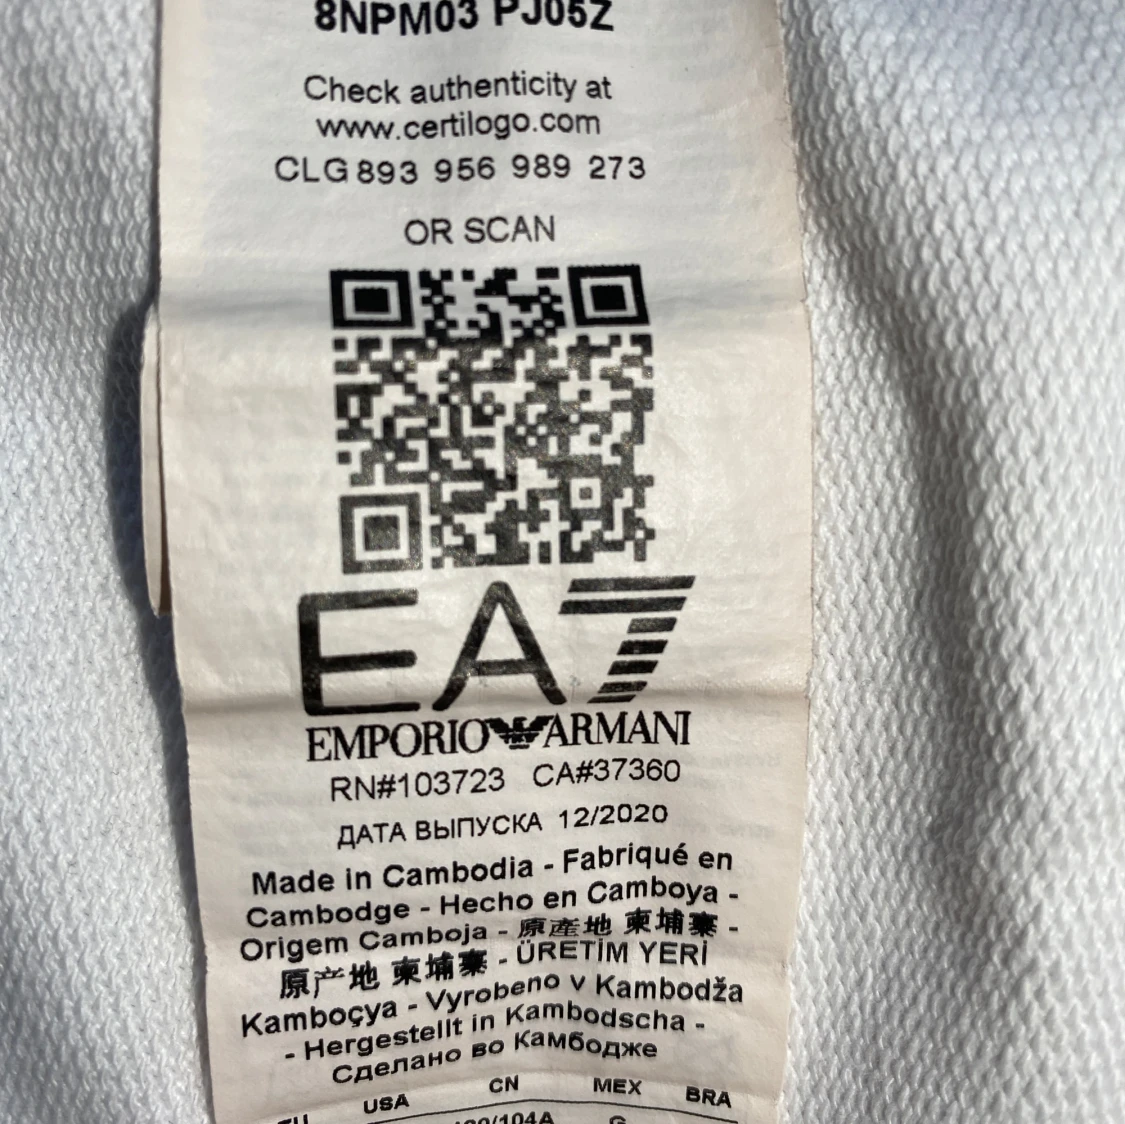 8NPM03 PJ05Z
Check authenticity at
www.certilogo.com
CLG 893 956 989 273
OR SCAN
EA7
EMPORIO ARMANI
RN#103723 CA#37360
ДАТА ВЫПУСКА 12/2020
Made in Cambodia - Fabriqué en
Cambodge - Hecho en Camboya -
Origem Camboja - 原產地 柬埔寨 -
原产地 柬埔寨 - ÜRETİM YERİ
Kamboçya - Vyrobeno v Kambodža
- Hergestellt in Kambodscha -
Сделано во Камбодже
USA CN MEX BRA